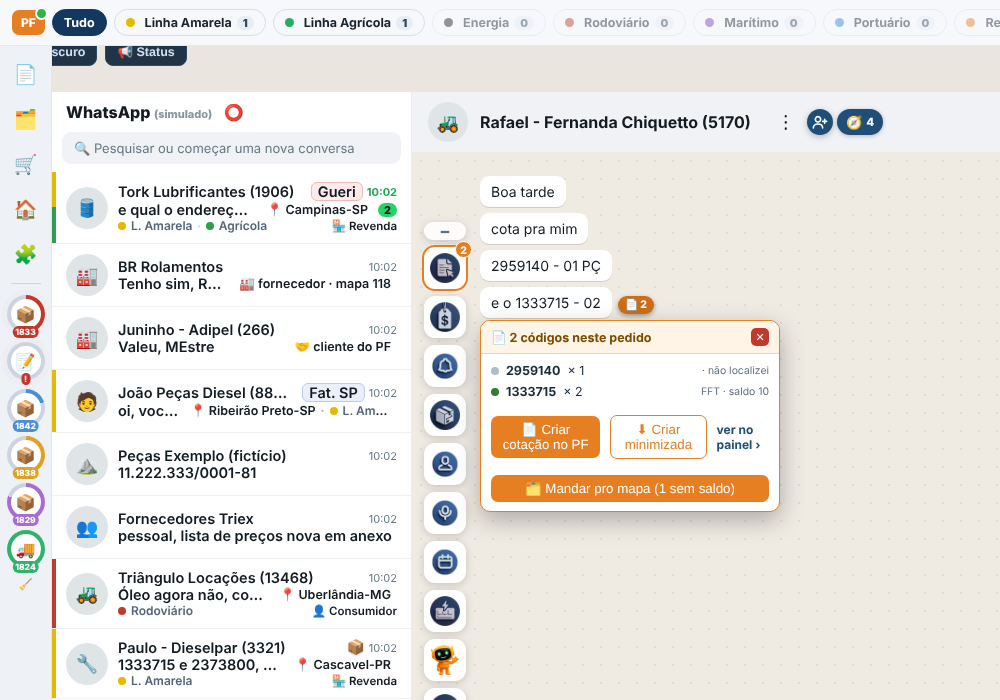 PF
Tudo
Linha Amarela 1
Linha Agrícola 1
Energia 0
Rodoviário 0
Marítimo 0
Portuário 0
Re
scuro
Status
WhatsApp (simulado)
Pesquisar ou começar uma nova conversa
Tork Lubrificantes (1906) Gueri 10:02
e qual o endereç... Campinas-SP 2
L. Amarela · Agrícola Revenda
BR Rolamentos 10:02
Tenho sim, R... fornecedor · mapa 118
Juninho - Adipel (266) 10:02
Valeu, MEstre cliente do PF
João Peças Diesel (88... Fat. SP 10:02
oi, voc... Ribeirão Preto-SP · L. Am...
Peças Exemplo (fictício) 10:02
11.222.333/0001-81
Fornecedores Triex 10:02
pessoal, lista de preços nova em anexo
Triângulo Locações (13468) 10:02
Óleo agora não, co... Uberlândia-MG
Rodoviário Consumidor
Paulo - Dieselpar (3321) 10:02
1333715 e 2373800, ... Cascavel-PR
L. Amarela Revenda
1833
!
1842
1838
1829
1824
Rafael - Fernanda Chiquetto (5170)
4
2
Boa tarde
cota pra mim
2959140 - 01 PÇ
e o 1333715 - 02
2
2 códigos neste pedido
2959140 × 1 · não localizei
1333715 × 2 FFT · saldo 10
Criar cotação no PF
Criar minimizada
ver no painel ›
Mandar pro mapa (1 sem saldo)